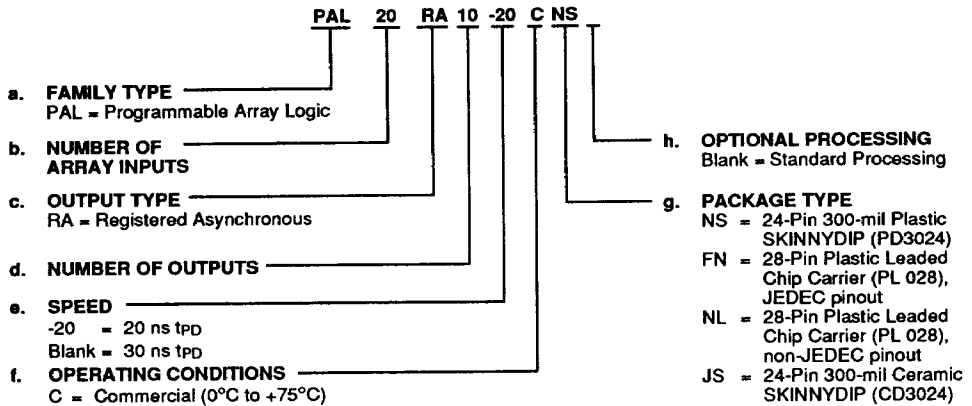 PAL 20 RA 10 -20 C NS
a. FAMILY TYPE
PAL = Programmable Array Logic
b. NUMBER OF
ARRAY INPUTS
c. OUTPUT TYPE
RA = Registered Asynchronous
d. NUMBER OF OUTPUTS
e. SPEED
-20 = 20 ns tPD
Blank = 30 ns tPD
f. OPERATING CONDITIONS
C = Commercial (0°C to +75°C)
h. OPTIONAL PROCESSING
Blank = Standard Processing
g. PACKAGE TYPE
NS = 24-Pin 300-mil Plastic
SKINNYDIP (PD3024)
FN = 28-Pin Plastic Leaded
Chip Carrier (PL 028),
JEDEC pinout
NL = 28-Pin Plastic Leaded
Chip Carrier (PL 028),
non-JEDEC pinout
JS = 24-Pin 300-mil Ceramic
SKINNYDIP (CD3024)